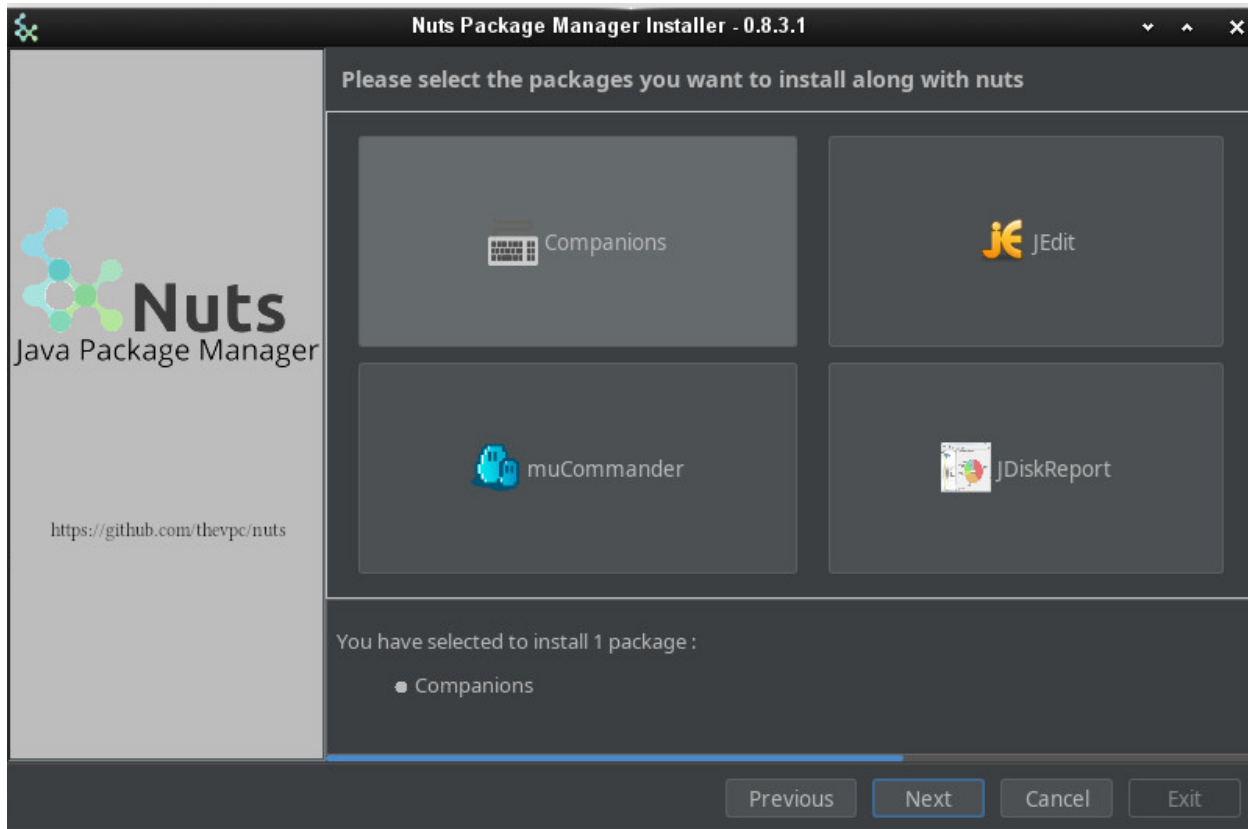 Nuts Package Manager Installer - 0.8.3.1
Please select the packages you want to install along with nuts
Companions
JEdit
Nuts
Java Package Manager
muCommander
JDiskReport
https://github.com/thevpc/nuts
You have selected to install 1 package :
Companions
Previous
Next
Cancel
Exit